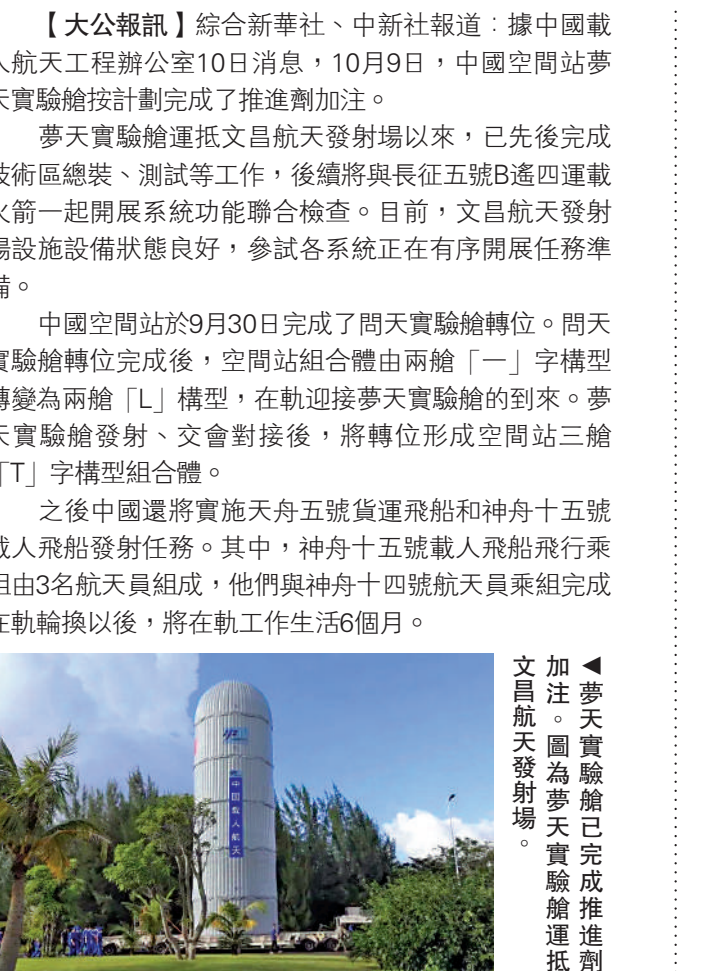 【大公報訊】綜合新華社、中新社報道：據中國載
人航天工程辦公室10日消息，10月9日，中國空間站夢
天實驗艙按計劃完成了推進劑加注。
夢天實驗艙運抵文昌航天發射場以來，已先後完成
技術區總裝、測試等工作，後續將與長征五號B遙四運載
火箭一起開展系統功能聯合檢查。目前，文昌航天發射
場設施設備狀態良好，參試各系統正在有序開展任務準
備。
中國空間站於9月30日完成了問天實驗艙轉位。問天
實驗艙轉位完成後，空間站組合體由兩艙「一」字構型
轉變為兩艙「L」構型，在軌迎接夢天實驗艙的到來。夢
天實驗艙發射、交會對接後，將轉位形成空間站三艙
「T」字構型組合體。
之後中國還將實施天舟五號貨運飛船和神舟十五號
載人飛船發射任務。其中，神舟十五號載人飛船飛行乘
組由3名航天員組成，他們與神舟十四號航天員乘組完成
在軌輪換以後，將在軌工作生活6個月。
◀夢天實驗艙已完成推進劑
加注。圖為夢天實驗艙運抵
文昌航天發射場。
中国载人航天